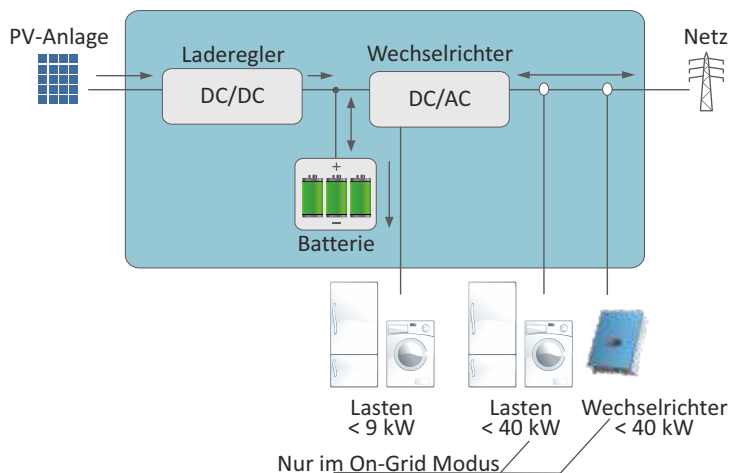 PV-Anlage
Laderegler
Wechselrichter
Netz
DC/DC
DC/AC
+
–
Batterie
Lasten
< 9 kW
Lasten
< 40 kW
Wechselrichter
< 40 kW
Nur im On-Grid Modus